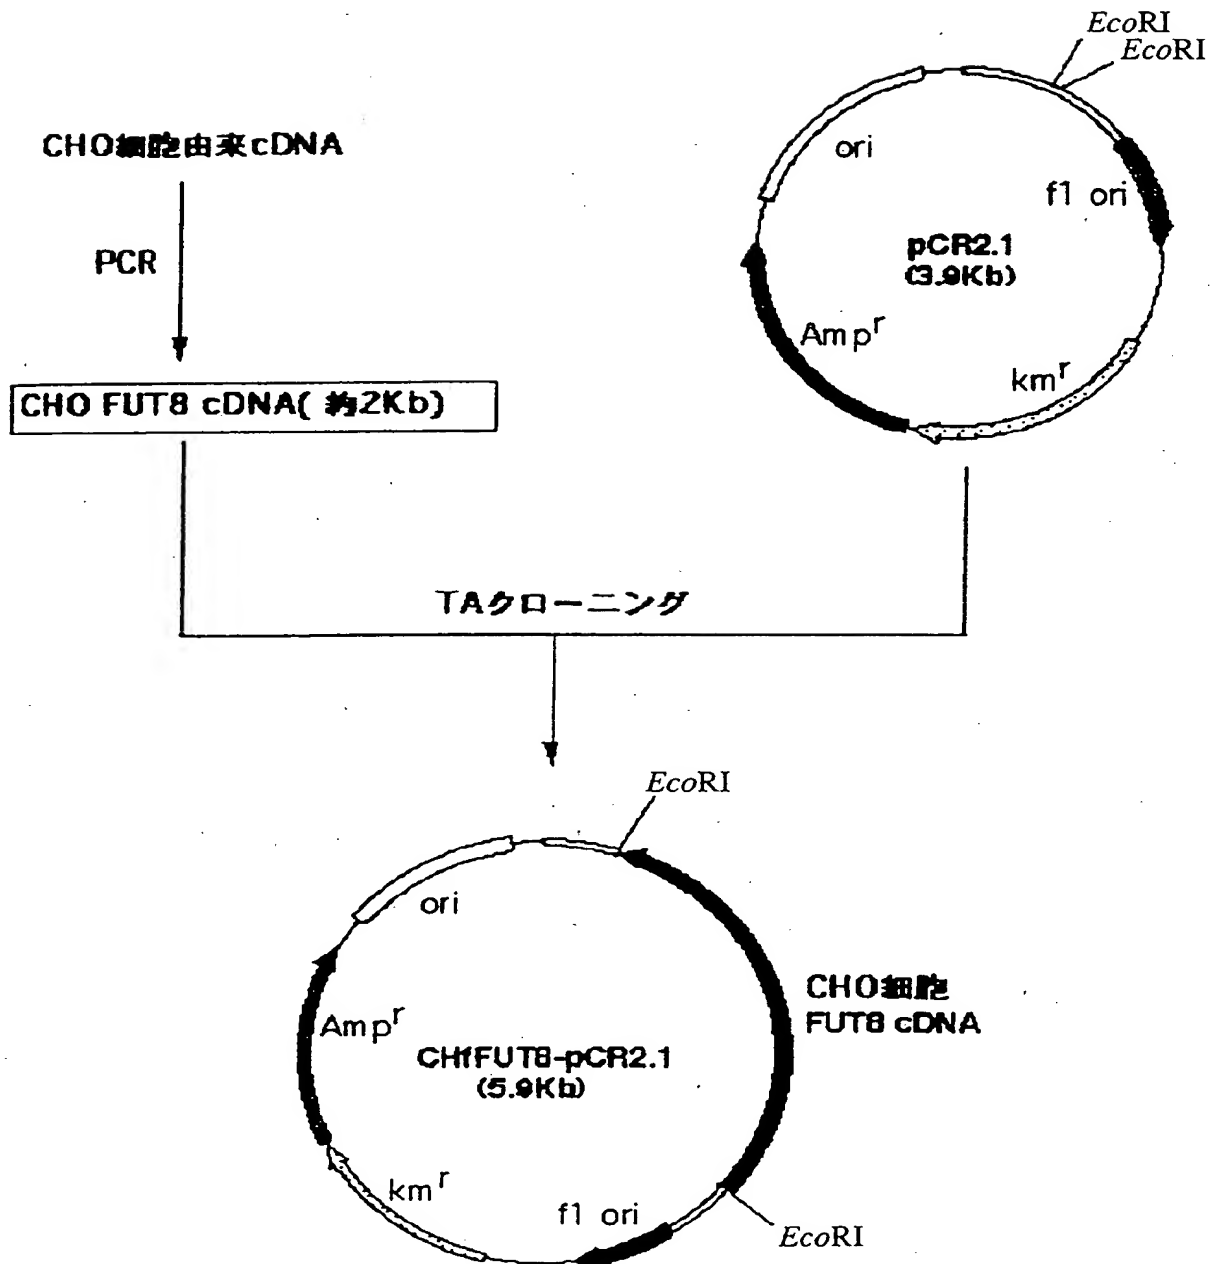 EcoRI
EcoRI
CHO細胞由来cDNA
ori
f1 ori
PCR
pCR2.1
(3.9Kb)
Ampʳ
kmʳ
CHO FUT8 cDNA( 約2Kb)
TAクローニング
EcoRI
ori
CHO細胞
FUT8 cDNA
Ampʳ
CHfFUT8-pCR2.1
(5.9Kb)
kmʳ
f1 ori
EcoRI